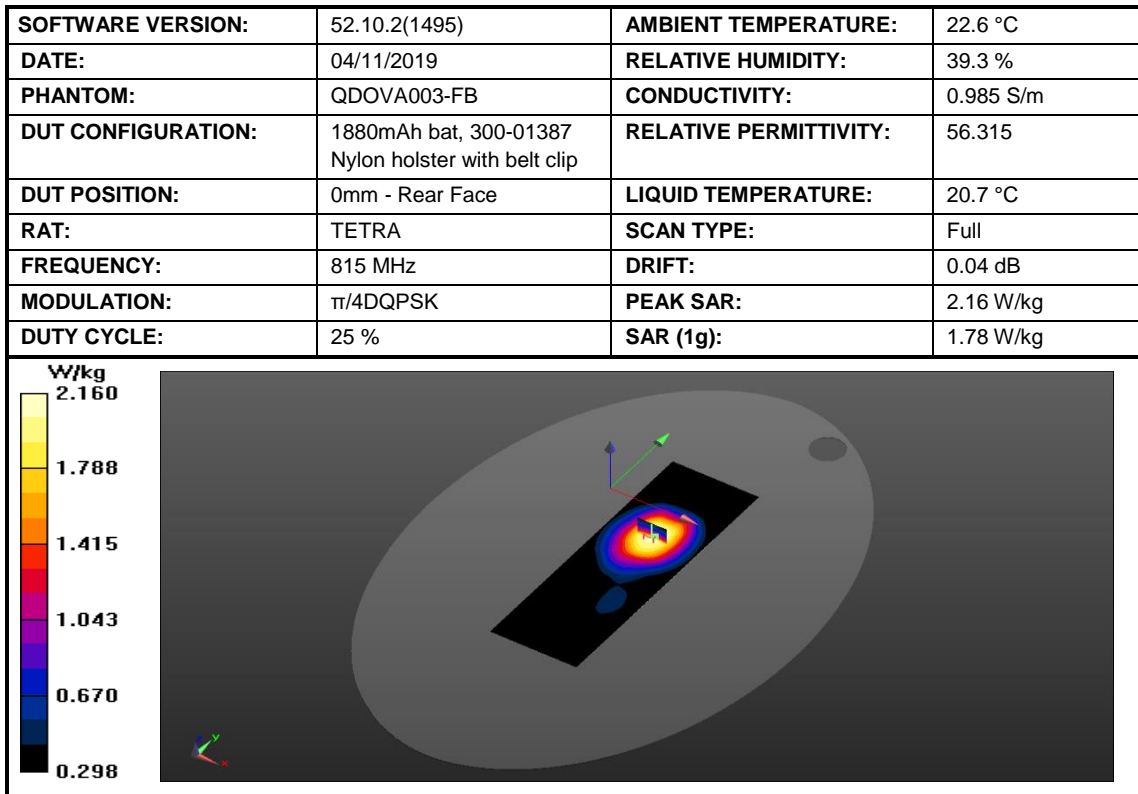 SOFTWARE VERSION: 52.10.2(1495) AMBIENT TEMPERATURE: 22.6 °C
DATE: 04/11/2019 RELATIVE HUMIDITY: 39.3 %
PHANTOM: QDOVA003-FB CONDUCTIVITY: 0.985 S/m
DUT CONFIGURATION: 1880mAh bat, 300-01387 RELATIVE PERMITTIVITY: 56.315
Nylon holster with belt clip
DUT POSITION: 0mm - Rear Face LIQUID TEMPERATURE: 20.7 °C
RAT: TETRA SCAN TYPE: Full
FREQUENCY: 815 MHz DRIFT: 0.04 dB
MODULATION: π/4DQPSK PEAK SAR: 2.16 W/kg
DUTY CYCLE: 25 % SAR (1g): 1.78 W/kg
W/kg
2.160
1.788
1.415
1.043
0.670
0.298
z y
x